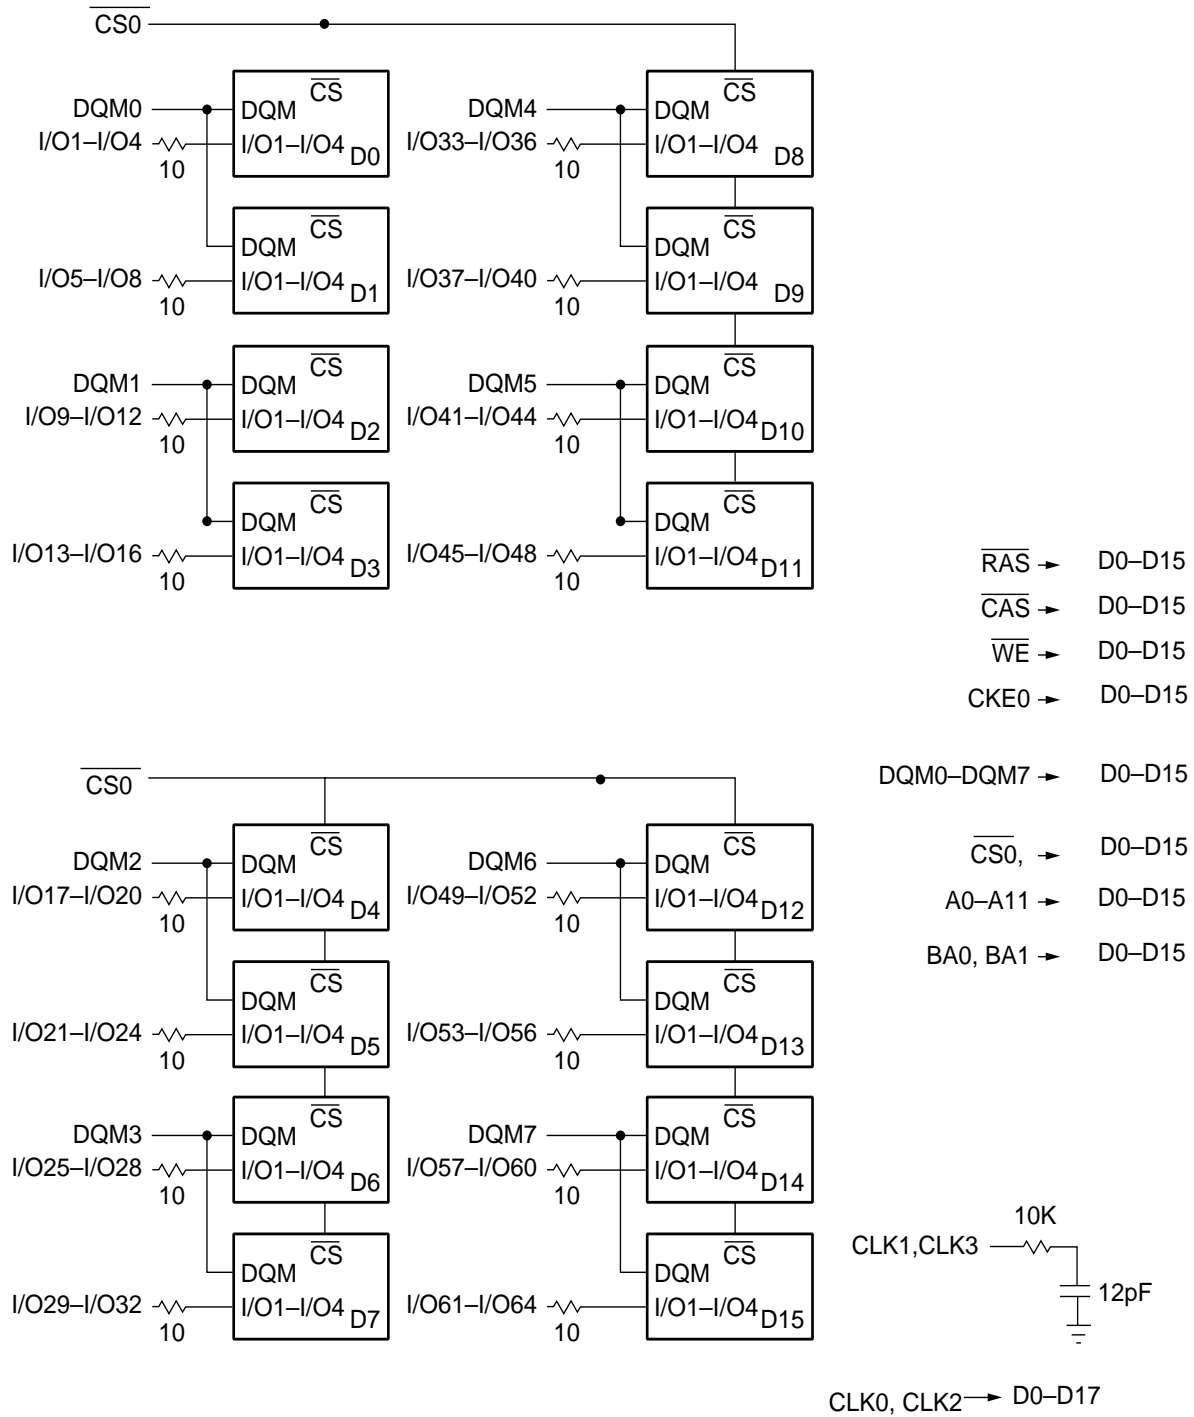 CS0
CS CS
DQM0 DQM DQM4 DQM
I/O1–I/O4 I/O1–I/O4 D0 I/O33–I/O36 I/O1–I/O4 D8
10 10
CS CS
DQM DQM
I/O5–I/O8 I/O1–I/O4 D1 I/O37–I/O40 I/O1–I/O4 D9
10 10
CS CS
DQM1 DQM DQM5 DQM
I/O9–I/O12 I/O1–I/O4 D2 I/O41–I/O44 I/O1–I/O4 D10
10 10
CS CS
DQM DQM
I/O13–I/O16 I/O1–I/O4 D3 I/O45–I/O48 I/O1–I/O4 D11
10 10
RAS D0–D15
CAS D0–D15
WE D0–D15
CKE0 D0–D15
DQM0–DQM7 D0–D15
CS0, D0–D15
A0–A11 D0–D15
BA0, BA1 D0–D15
CS0
CS CS
DQM2 DQM DQM6 DQM
I/O17–I/O20 I/O1–I/O4 D4 I/O49–I/O52 I/O1–I/O4 D12
10 10
CS CS
DQM DQM
I/O21–I/O24 I/O1–I/O4 D5 I/O53–I/O56 I/O1–I/O4 D13
10 10
CS CS
DQM3 DQM DQM7 DQM
I/O25–I/O28 I/O1–I/O4 D6 I/O57–I/O60 I/O1–I/O4 D14
10 10
CS CS
DQM DQM
I/O29–I/O32 I/O1–I/O4 D7 I/O61–I/O64 I/O1–I/O4 D15
10 10
10K
CLK1,CLK3
12pF
CLK0, CLK2 D0–D17